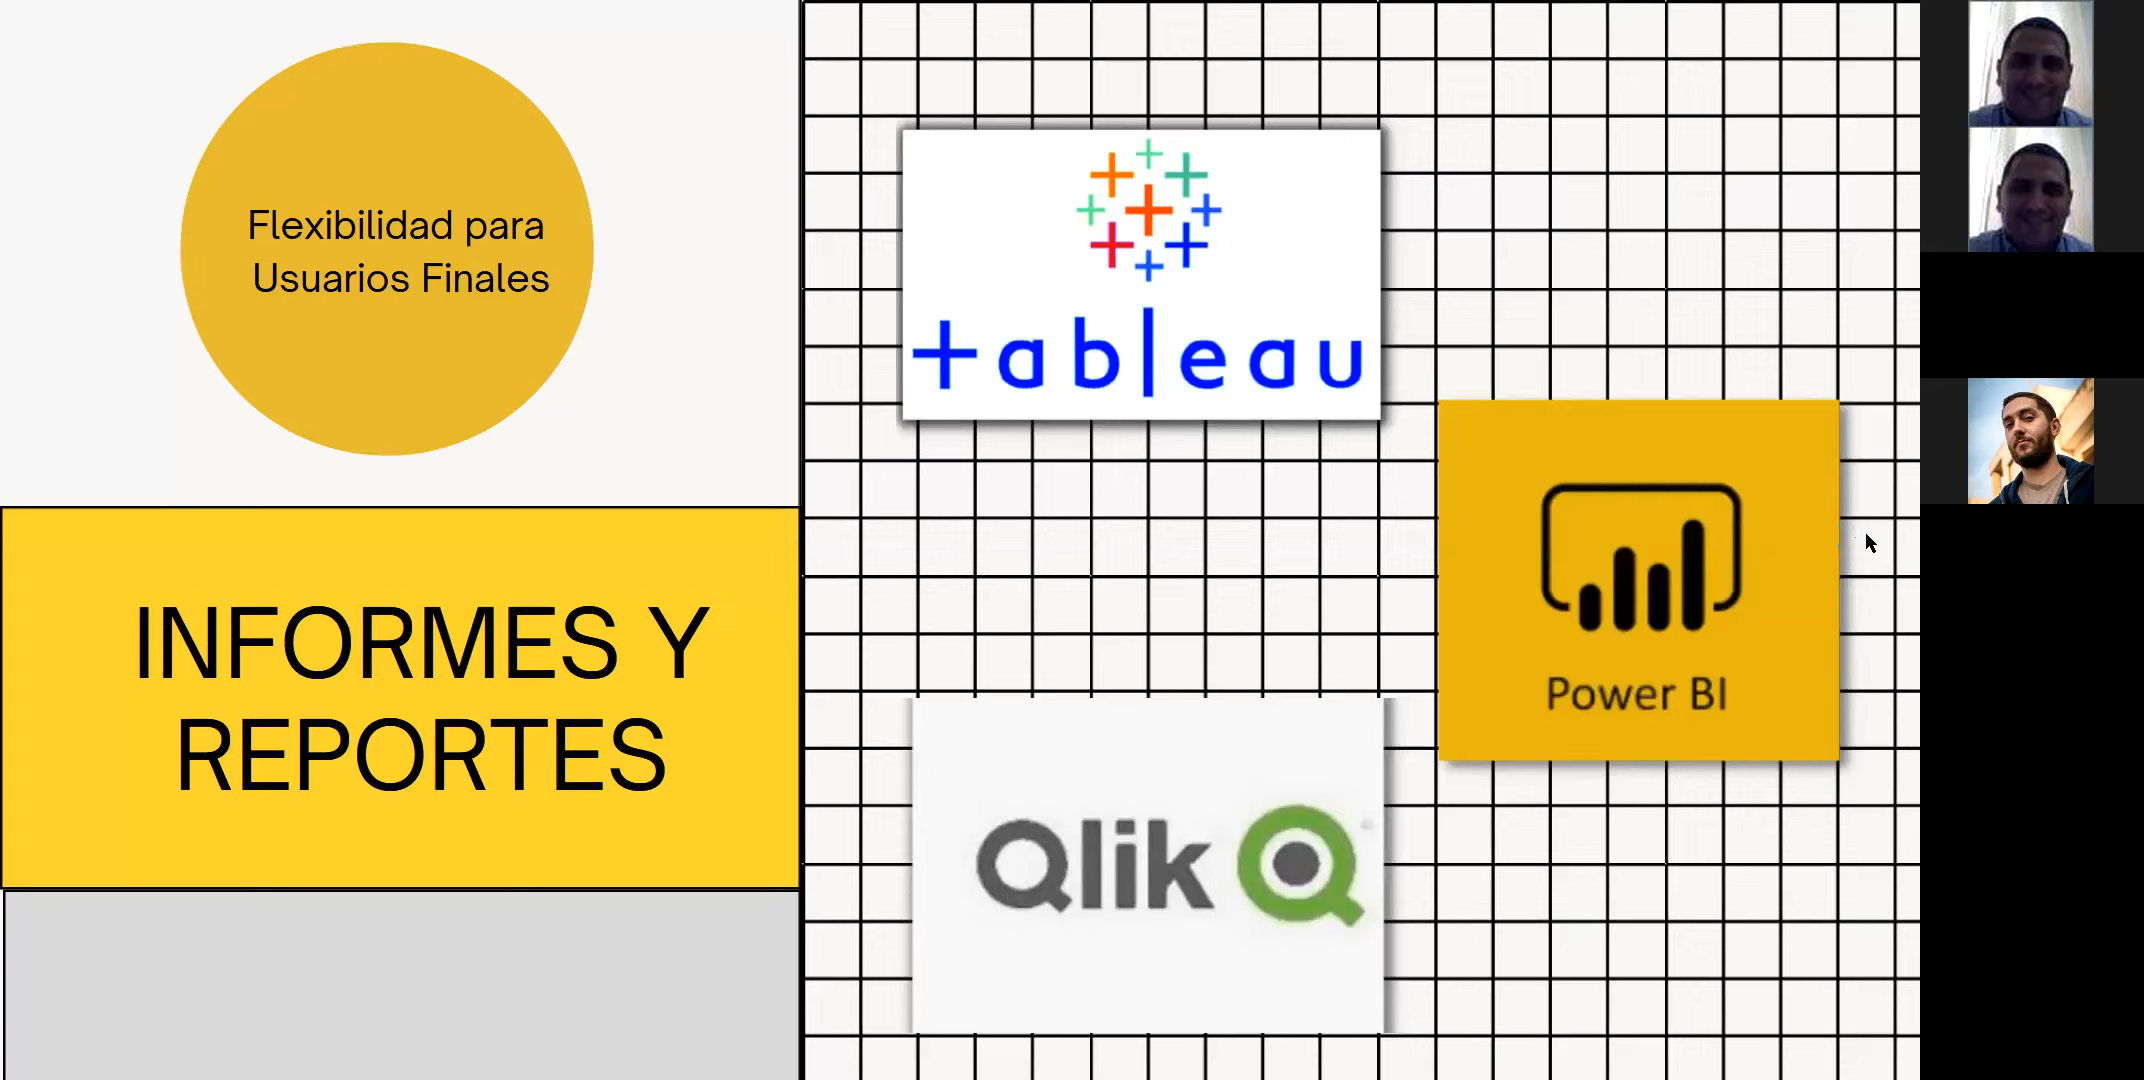 Flexibilidad para
Usuarios Finales
INFORMES Y
REPORTES
+ableau
Power BI
Qlik